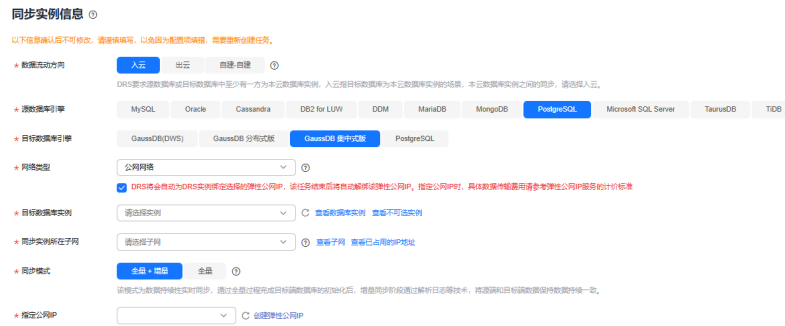 同步实例信息
以下信息确认后不可修改，请谨慎填写，以免因为配置项填错，需要重新创建任务。
* 数据流动方向 入云 出云 自建-自建
DRS要求源数据库或目标数据库中至少有一方为本云数据库实例，入云指目标数据库为本云数据库实例的场景，本云数据库实例之间的同步，请选择入云。
* 源数据库引擎 MySQL Oracle Cassandra DB2 for LUW DDM MariaDB MongoDB PostgreSQL Microsoft SQL Server TaurusDB TiDB
* 目标数据库引擎 GaussDB(DWS) GaussDB 分布式版 GaussDB 集中式版 PostgreSQL
* 网络类型 公网网络
DRS将会自动为DRS实例绑定选择的弹性公网IP，该任务结束后将自动解绑该弹性公网IP。指定公网IP时，具体数据传输费用请参考弹性公网IP服务的计价标准
* 目标数据库实例 请选择实例 查看数据库实例 查看不可选实例
* 同步实例所在子网 请选择子网 查看子网 查看已占用的IP地址
* 同步模式 全量 + 增量 全量
该模式为数据持续性实时同步，通过全量过程完成目标端数据库的初始化后，增量同步阶段通过解析日志等技术，将源端和目标端数据保持数据持续一致。
* 指定公网IP 创建弹性公网IP